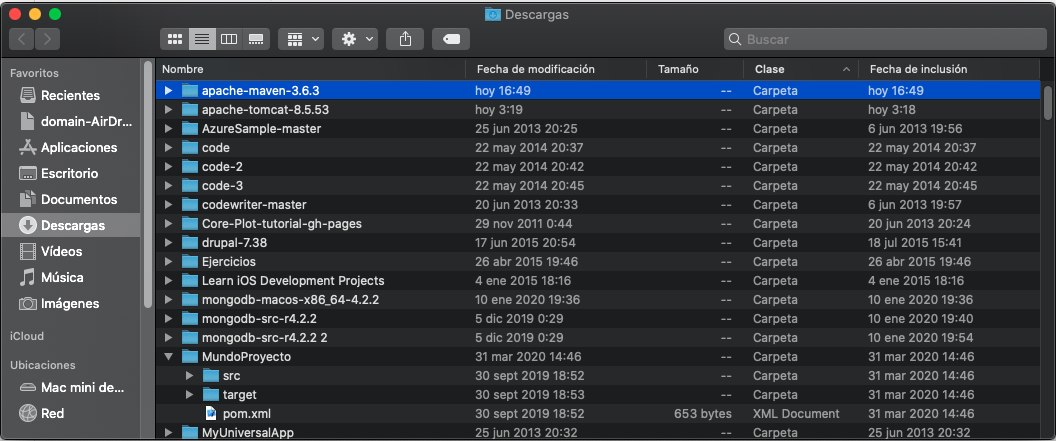 Descargas
Buscar
Favoritos
Recientes
domain-AirDr...
Aplicaciones
Escritorio
Documentos
Descargas
Vídeos
Música
Imágenes
iCloud
Ubicaciones
Mac mini de...
Red
Nombre Fecha de modificación Tamaño Clase Fecha de inclusión
apache-maven-3.6.3 hoy 16:49 -- Carpeta hoy 16:49
apache-tomcat-8.5.53 hoy 3:19 -- Carpeta hoy 3:18
AzureSample-master 25 jun 2013 20:25 -- Carpeta 6 jun 2013 19:56
code 22 may 2014 20:37 -- Carpeta 22 may 2014 20:37
code-2 22 may 2014 20:42 -- Carpeta 22 may 2014 20:42
code-3 22 may 2014 20:45 -- Carpeta 22 may 2014 20:45
codewriter-master 20 jun 2013 20:33 -- Carpeta 6 jun 2013 19:57
Core-Plot-tutorial-gh-pages 29 nov 2011 0:44 -- Carpeta 20 jun 2013 20:24
drupal-7.38 17 jun 2015 20:54 -- Carpeta 18 jul 2015 15:41
Ejercicios 26 abr 2015 19:46 -- Carpeta 26 abr 2015 19:46
Learn iOS Development Projects 4 ene 2015 18:16 -- Carpeta 4 ene 2015 18:16
mongodb-macos-x86_64-4.2.2 10 ene 2020 19:36 -- Carpeta 10 ene 2020 19:36
mongodb-src-r4.2.2 5 dic 2019 0:29 -- Carpeta 10 ene 2020 19:40
mongodb-src-r4.2.2 2 5 dic 2019 0:29 -- Carpeta 10 ene 2020 19:54
MundoProyecto 31 mar 2020 14:46 -- Carpeta 31 mar 2020 14:46
src 30 sept 2019 18:52 -- Carpeta 31 mar 2020 14:46
target 30 sept 2019 18:52 -- Carpeta 31 mar 2020 14:46
pom.xml 30 sept 2019 18:52 653 bytes XML Document 31 mar 2020 14:46
MyUniversalApp 25 jun 2013 20:32 -- Carpeta 25 jun 2013 20:32